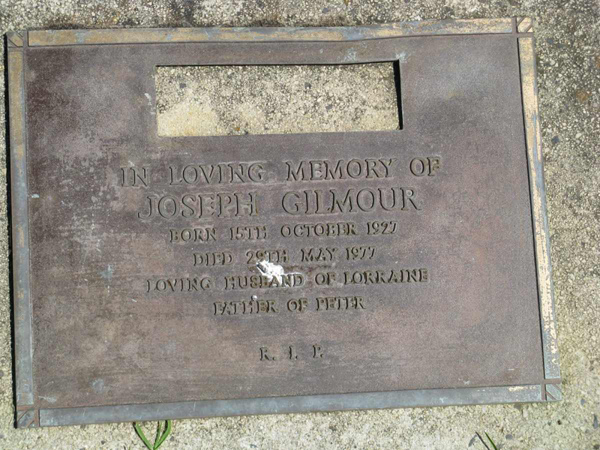 IN LOVING MEMORY OF
JOSEPH GILMOUR
BORN 15TH OCTOBER 1927
DIED 29TH MAY 1977
LOVING HUSBAND OF LORRAINE
FATHER OF PETER
R. I. P.